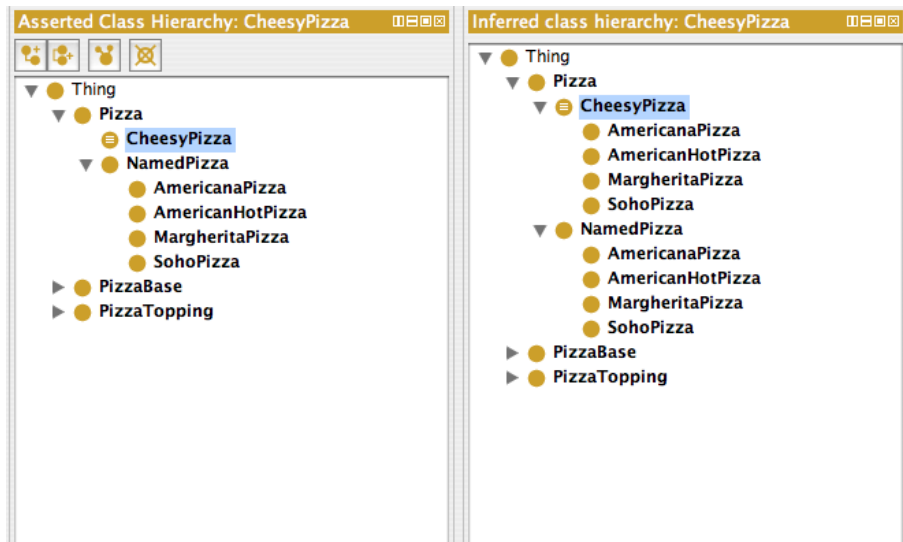 Asserted Class Hierarchy: CheesyPizza
Thing
Pizza
CheesyPizza
NamedPizza
AmericanaPizza
AmericanHotPizza
MargheritaPizza
SohoPizza
PizzaBase
PizzaTopping
Inferred class hierarchy: CheesyPizza
Thing
Pizza
CheesyPizza
AmericanaPizza
AmericanHotPizza
MargheritaPizza
SohoPizza
NamedPizza
AmericanaPizza
AmericanHotPizza
MargheritaPizza
SohoPizza
PizzaBase
PizzaTopping